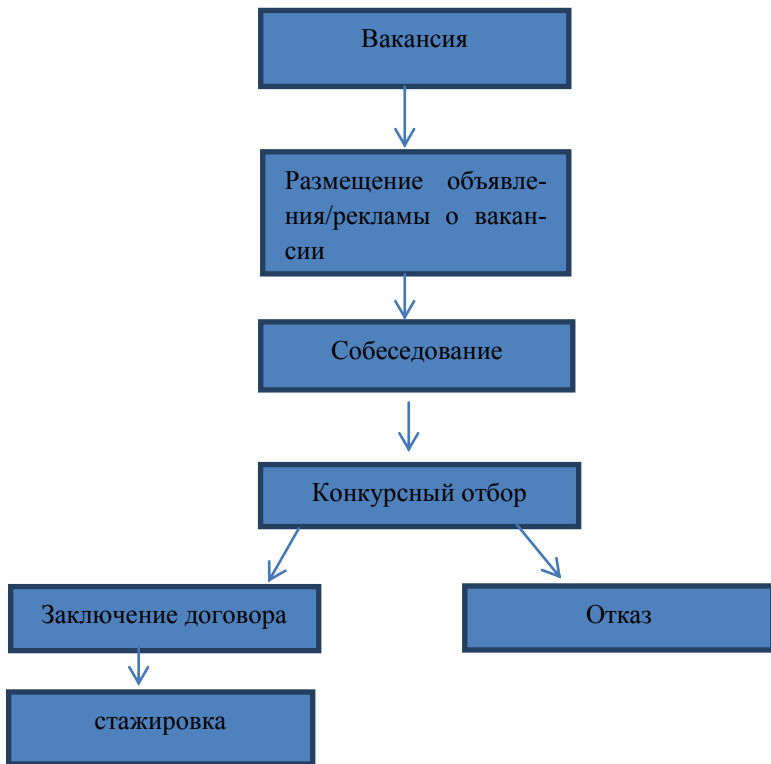 Вакансия
Размещение объявле-
ния/рекламы о вакан-
сии
Собеседование
Конкурсный отбор
Заключение договора
Отказ
стажировка